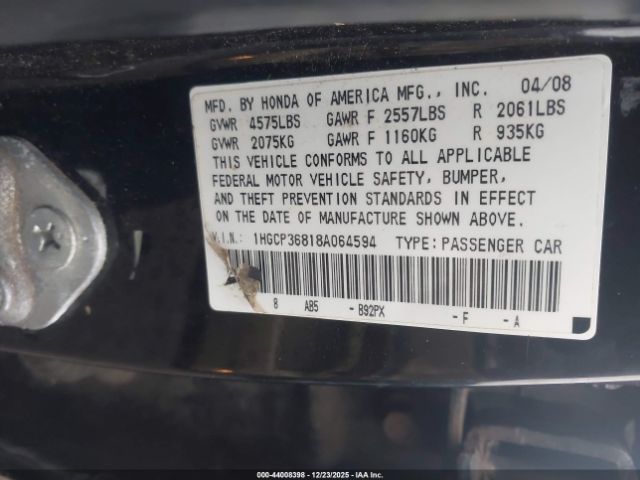 MFD. BY HONDA OF AMERICA MFG., INC. 04/08
GVWR 4575LBS GAWR F 2557LBS R 2061LBS
GVWR 2075KG GAWR F 1160KG R 935KG
THIS VEHICLE CONFORMS TO ALL APPLICABLE
FEDERAL MOTOR VEHICLE SAFETY, BUMPER,
AND THEFT PREVENTION STANDARDS IN EFFECT
ON THE DATE OF MANUFACTURE SHOWN ABOVE.
V.I.N.: 1HGCP36818A064594 TYPE: PASSENGER CAR
8 AB5 - B92PX - F - A
000-44008398 - 12/23/2025 - IAA Inc.